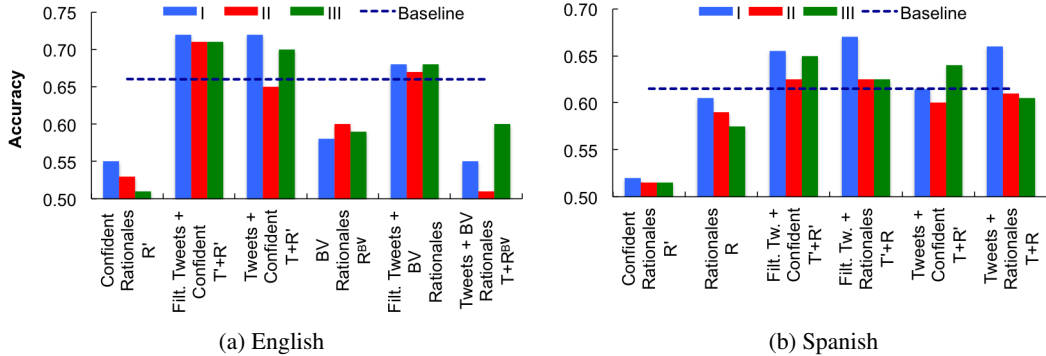 0.75
I II III Baseline
0.70
0.65
0.60
0.55
0.50
Accuracy
Confident
Rationales
R'
Filt. Tweets +
Confident
T'+R'
Tweets +
Confident
T+R'
BV
Rationales
Rᴮⱽ
Filt. Tweets +
BV
Rationales
Tweets + BV
Rationales
T+Rᴮⱽ
(a) English
0.70
I II III Baseline
0.65
0.60
0.55
0.50
Confident
Rationales
R'
Rationales
R
Filt. Tw. +
Confident
T'+R'
Filt. Tw. +
Rationales
T'+R
Tweets +
Confident
T+R'
Tweets +
Rationales
T+R
(b) Spanish